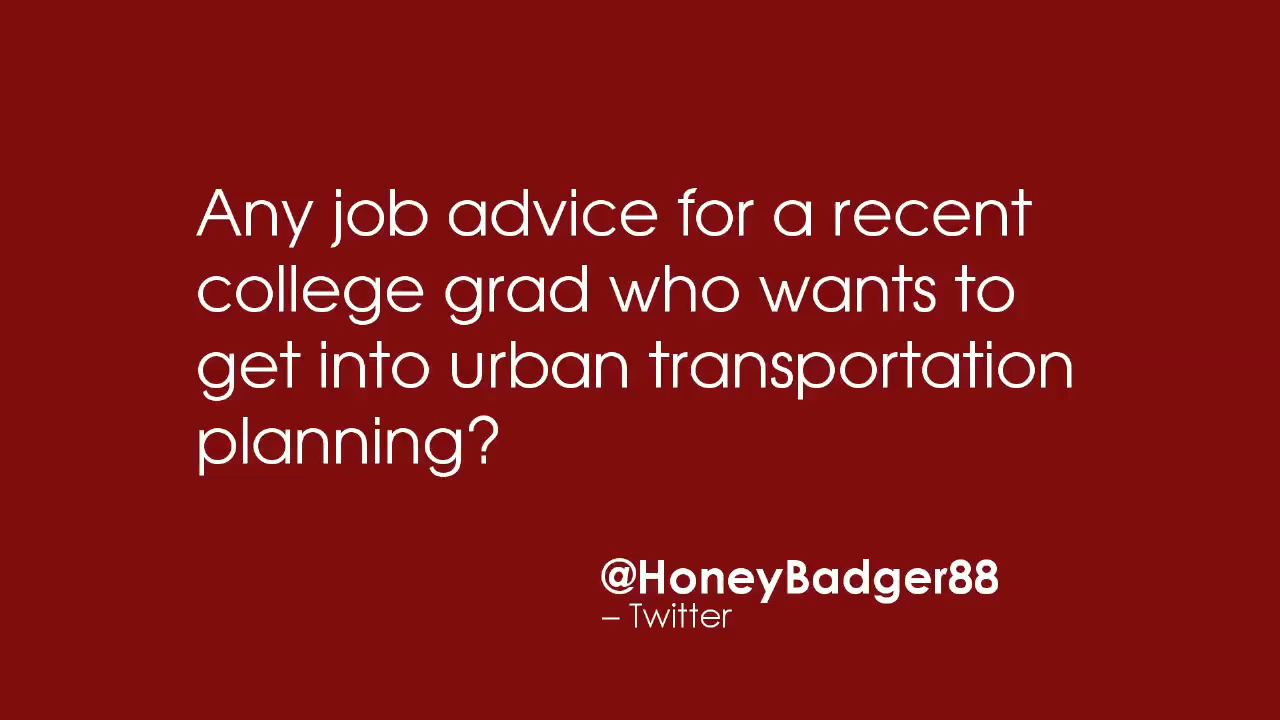 Any job advice for a recent
college grad who wants to
get into urban transportation
planning?
@HoneyBadger88
– Twitter